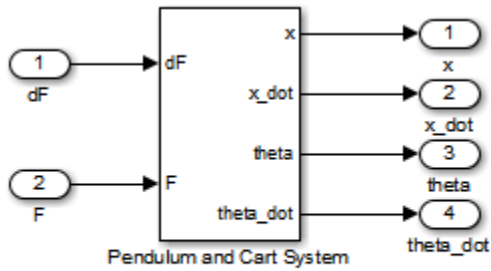 1
dF
2
F
dF
F
x
x_dot
theta
theta_dot
Pendulum and Cart System
1
x
2
x_dot
3
theta
4
theta_dot